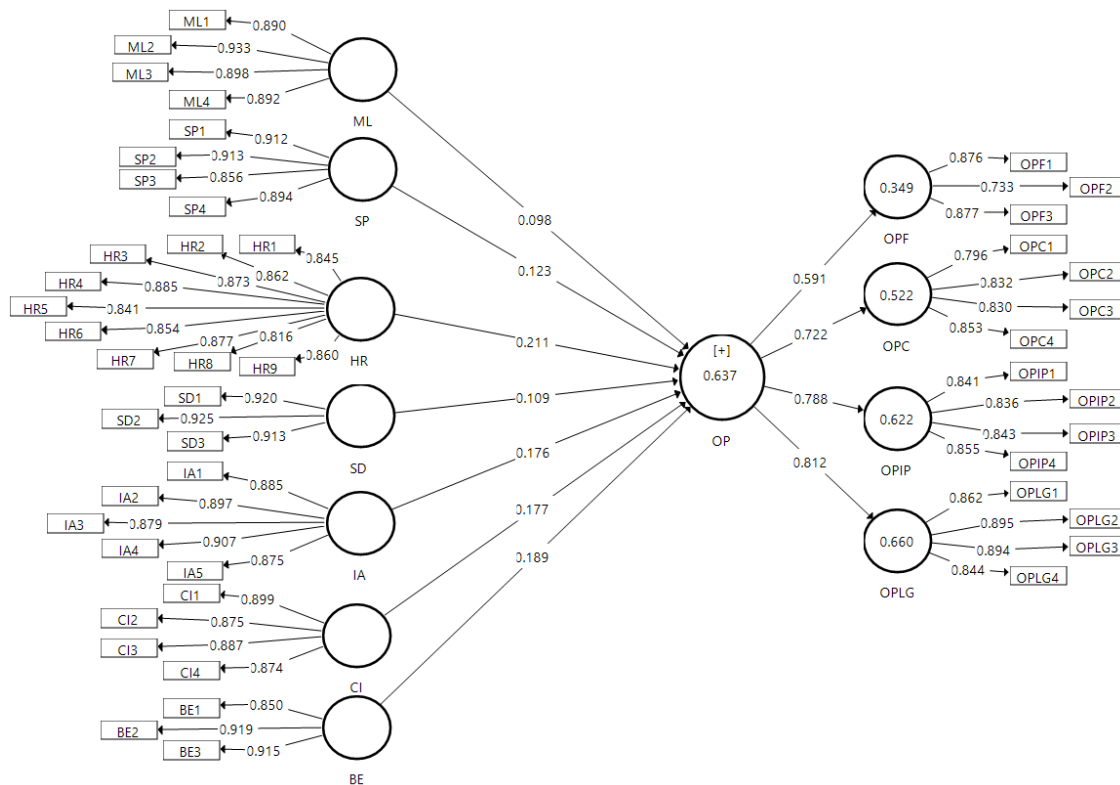 ML1 0.890
ML2 0.933
ML3 0.898
ML4 0.892
ML
SP1 0.912
SP2 0.913
SP3 0.856
SP4 0.894
SP
HR1 0.845
HR2 0.862
HR3 0.873
HR4 0.885
HR5 0.841
HR6 0.854
HR7 0.877
HR8 0.816
HR9 0.860
HR
SD1 0.920
SD2 0.925
SD3 0.913
SD
IA1 0.885
IA2 0.897
IA3 0.879
IA4 0.907
IA5 0.875
IA
CI1 0.899
CI2 0.875
CI3 0.887
CI4 0.874
CI
BE1 0.850
BE2 0.919
BE3 0.915
BE
0.098
0.123
0.211
0.109
0.176
0.177
0.189
[+]
0.637
OP
0.591
0.722
0.788
0.812
0.349
OPF
0.876 OPF1
0.733 OPF2
0.877 OPF3
0.522
OPC
0.796 OPC1
0.832 OPC2
0.830 OPC3
0.853 OPC4
0.622
OPIP
0.841 OPIP1
0.836 OPIP2
0.843 OPIP3
0.855 OPIP4
0.660
OPLG
0.862 OPLG1
0.895 OPLG2
0.894 OPLG3
0.844 OPLG4